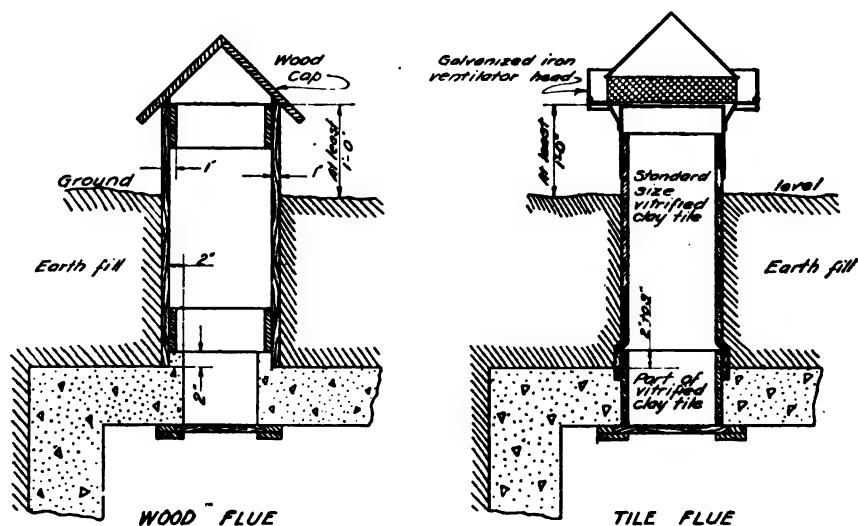 Wood
Cap
At least
1'-0"
1"
1"
Ground
Earth fill
2"
2"
WOOD FLUE
Galvanized iron
ventilator head
At least
1'-0"
Standard
size
vitrified
clay tile
level
Earth fill
2" to 3"
Part of
vitrified
clay tile
TILE FLUE